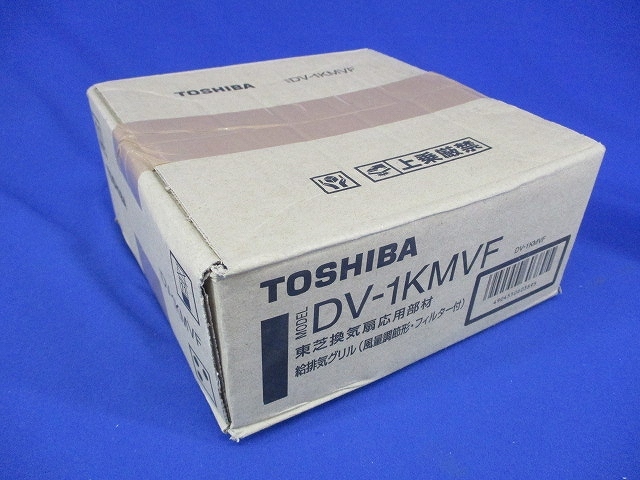 TOSHIBA DV-1KMVF
上乗厳禁
TOSHIBA
MODEL DV-1KMVF
東芝換気扇応用部材
給排気グリル(風量調節形・フィルター付)
DV-1KMVF
DV-1KMVF